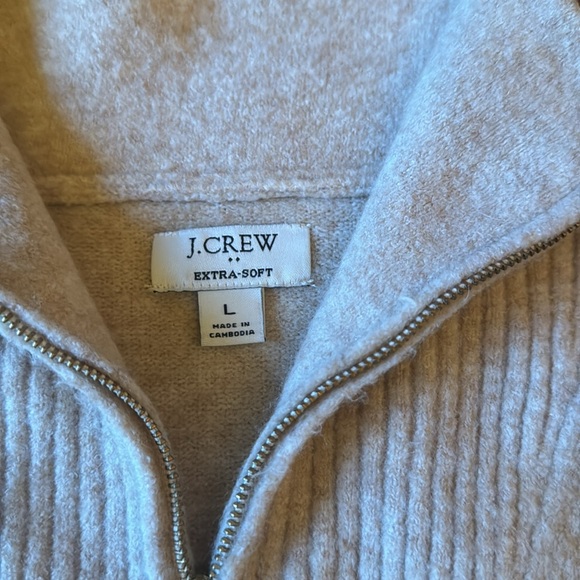 J.CREW
EXTRA-SOFT
L
MADE IN
CAMBODIA